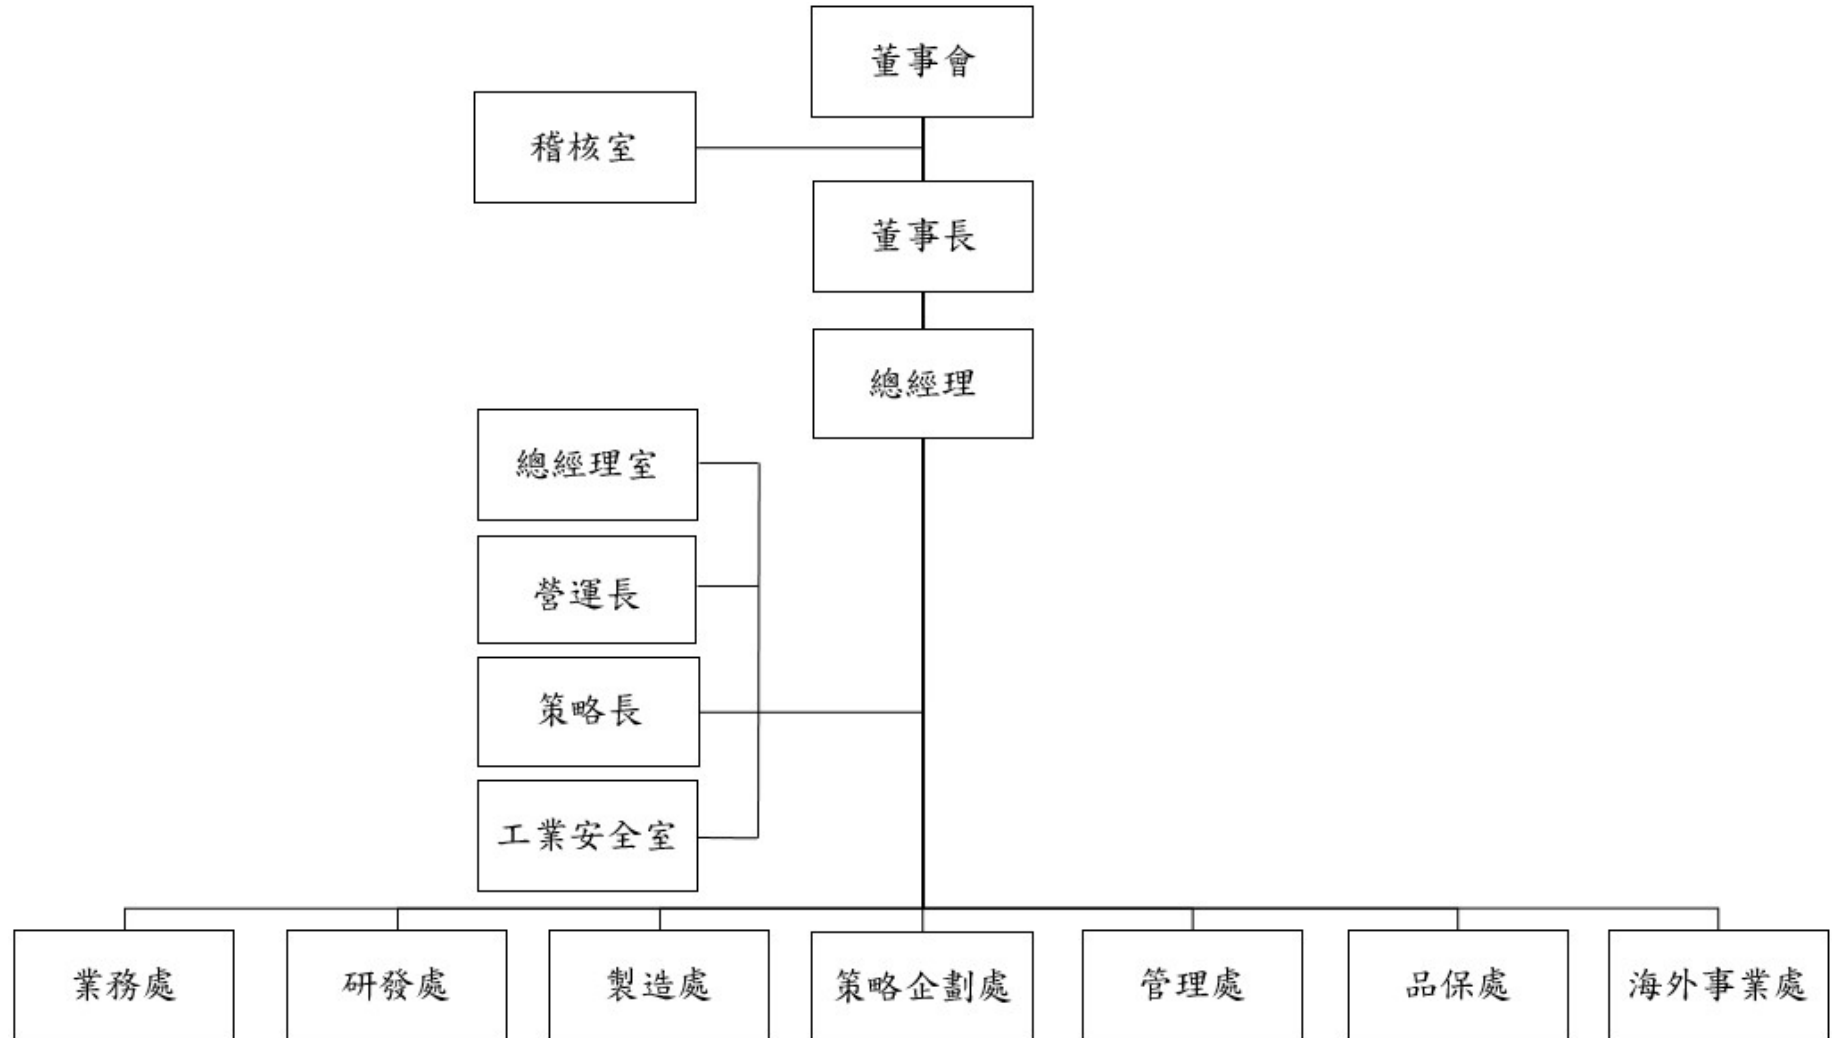 董事會
稽核室
董事長
總經理
總經理室
營運長
策略長
工業安全室
業務處
研發處
製造處
策略企劃處
管理處
品保處
海外事業處